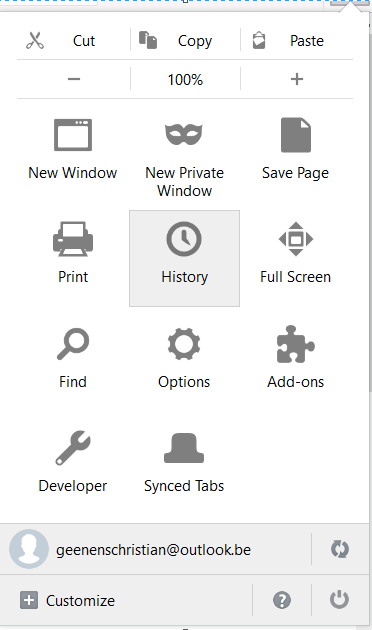 Cut Copy Paste
100%
New Window New Private Window Save Page
Print History Full Screen
Find Options Add-ons
Developer Synced Tabs
geenenschristian@outlook.be
Customize